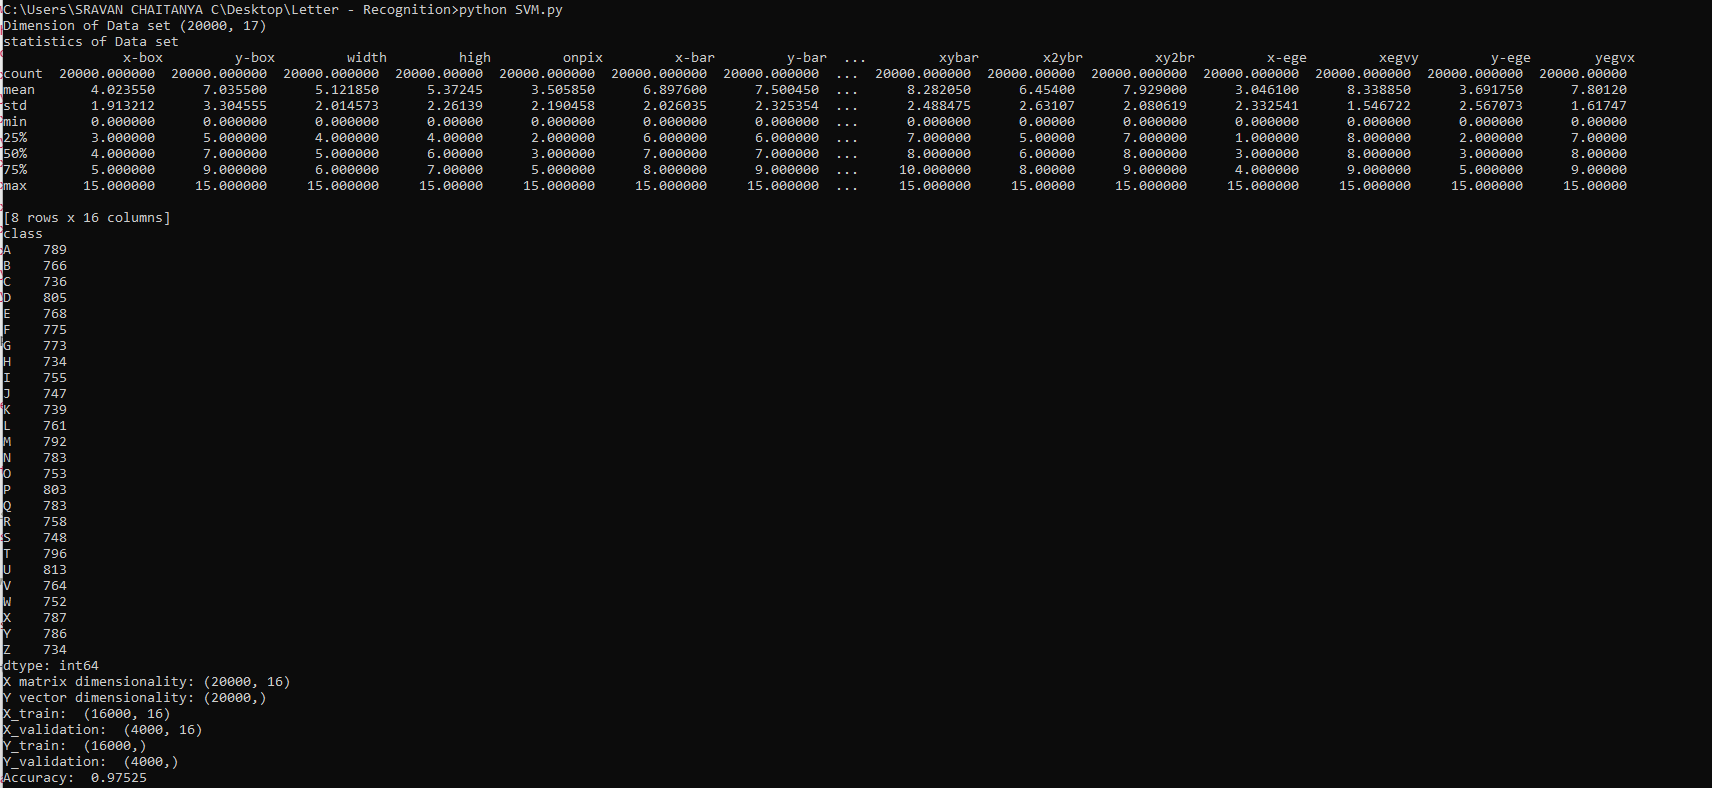 C:\Users\SRAVAN CHAITANYA C\Desktop\Letter - Recognition>python SVM.py
Dimension of Data set (20000, 17)
statistics of Data set
x-box y-box width high onpix x-bar y-bar ... xybar x2ybr xy2br x-ege xegvy y-ege yegvx
count 20000.000000 20000.000000 20000.000000 20000.00000 20000.000000 20000.000000 20000.000000 ... 20000.000000 20000.00000 20000.000000 20000.000000 20000.000000 20000.000000 20000.00000
mean 4.023550 7.035500 5.121850 5.37245 3.505850 6.897600 7.500450 ... 8.282050 6.45400 7.929000 3.046100 8.338850 3.691750 7.80120
std 1.913212 3.304555 2.014573 2.26139 2.190458 2.026035 2.325354 ... 2.488475 2.63107 2.080619 2.332541 1.546722 2.567073 1.61747
min 0.000000 0.000000 0.000000 0.00000 0.000000 0.000000 0.000000 ... 0.000000 0.00000 0.000000 0.000000 0.000000 0.000000 0.00000
25% 3.000000 5.000000 4.000000 4.00000 2.000000 6.000000 6.000000 ... 7.000000 5.00000 7.000000 1.000000 8.000000 2.000000 7.00000
50% 4.000000 7.000000 5.000000 6.00000 3.000000 7.000000 7.000000 ... 8.000000 6.00000 8.000000 3.000000 8.000000 3.000000 8.00000
75% 5.000000 9.000000 6.000000 7.00000 5.000000 8.000000 9.000000 ... 10.000000 8.00000 9.000000 4.000000 9.000000 5.000000 9.00000
max 15.000000 15.000000 15.000000 15.00000 15.000000 15.000000 15.000000 ... 15.000000 15.00000 15.000000 15.000000 15.000000 15.000000 15.00000
[8 rows x 16 columns]
class
A 789
B 766
C 736
D 805
E 768
F 775
G 773
H 734
I 755
J 747
K 739
L 761
M 792
N 783
O 753
P 803
Q 783
R 758
S 748
T 796
U 813
V 764
W 752
X 787
Y 786
Z 734
dtype: int64
X matrix dimensionality: (20000, 16)
Y vector dimensionality: (20000,)
X_train: (16000, 16)
X_validation: (4000, 16)
Y_train: (16000,)
Y_validation: (4000,)
Accuracy: 0.97525